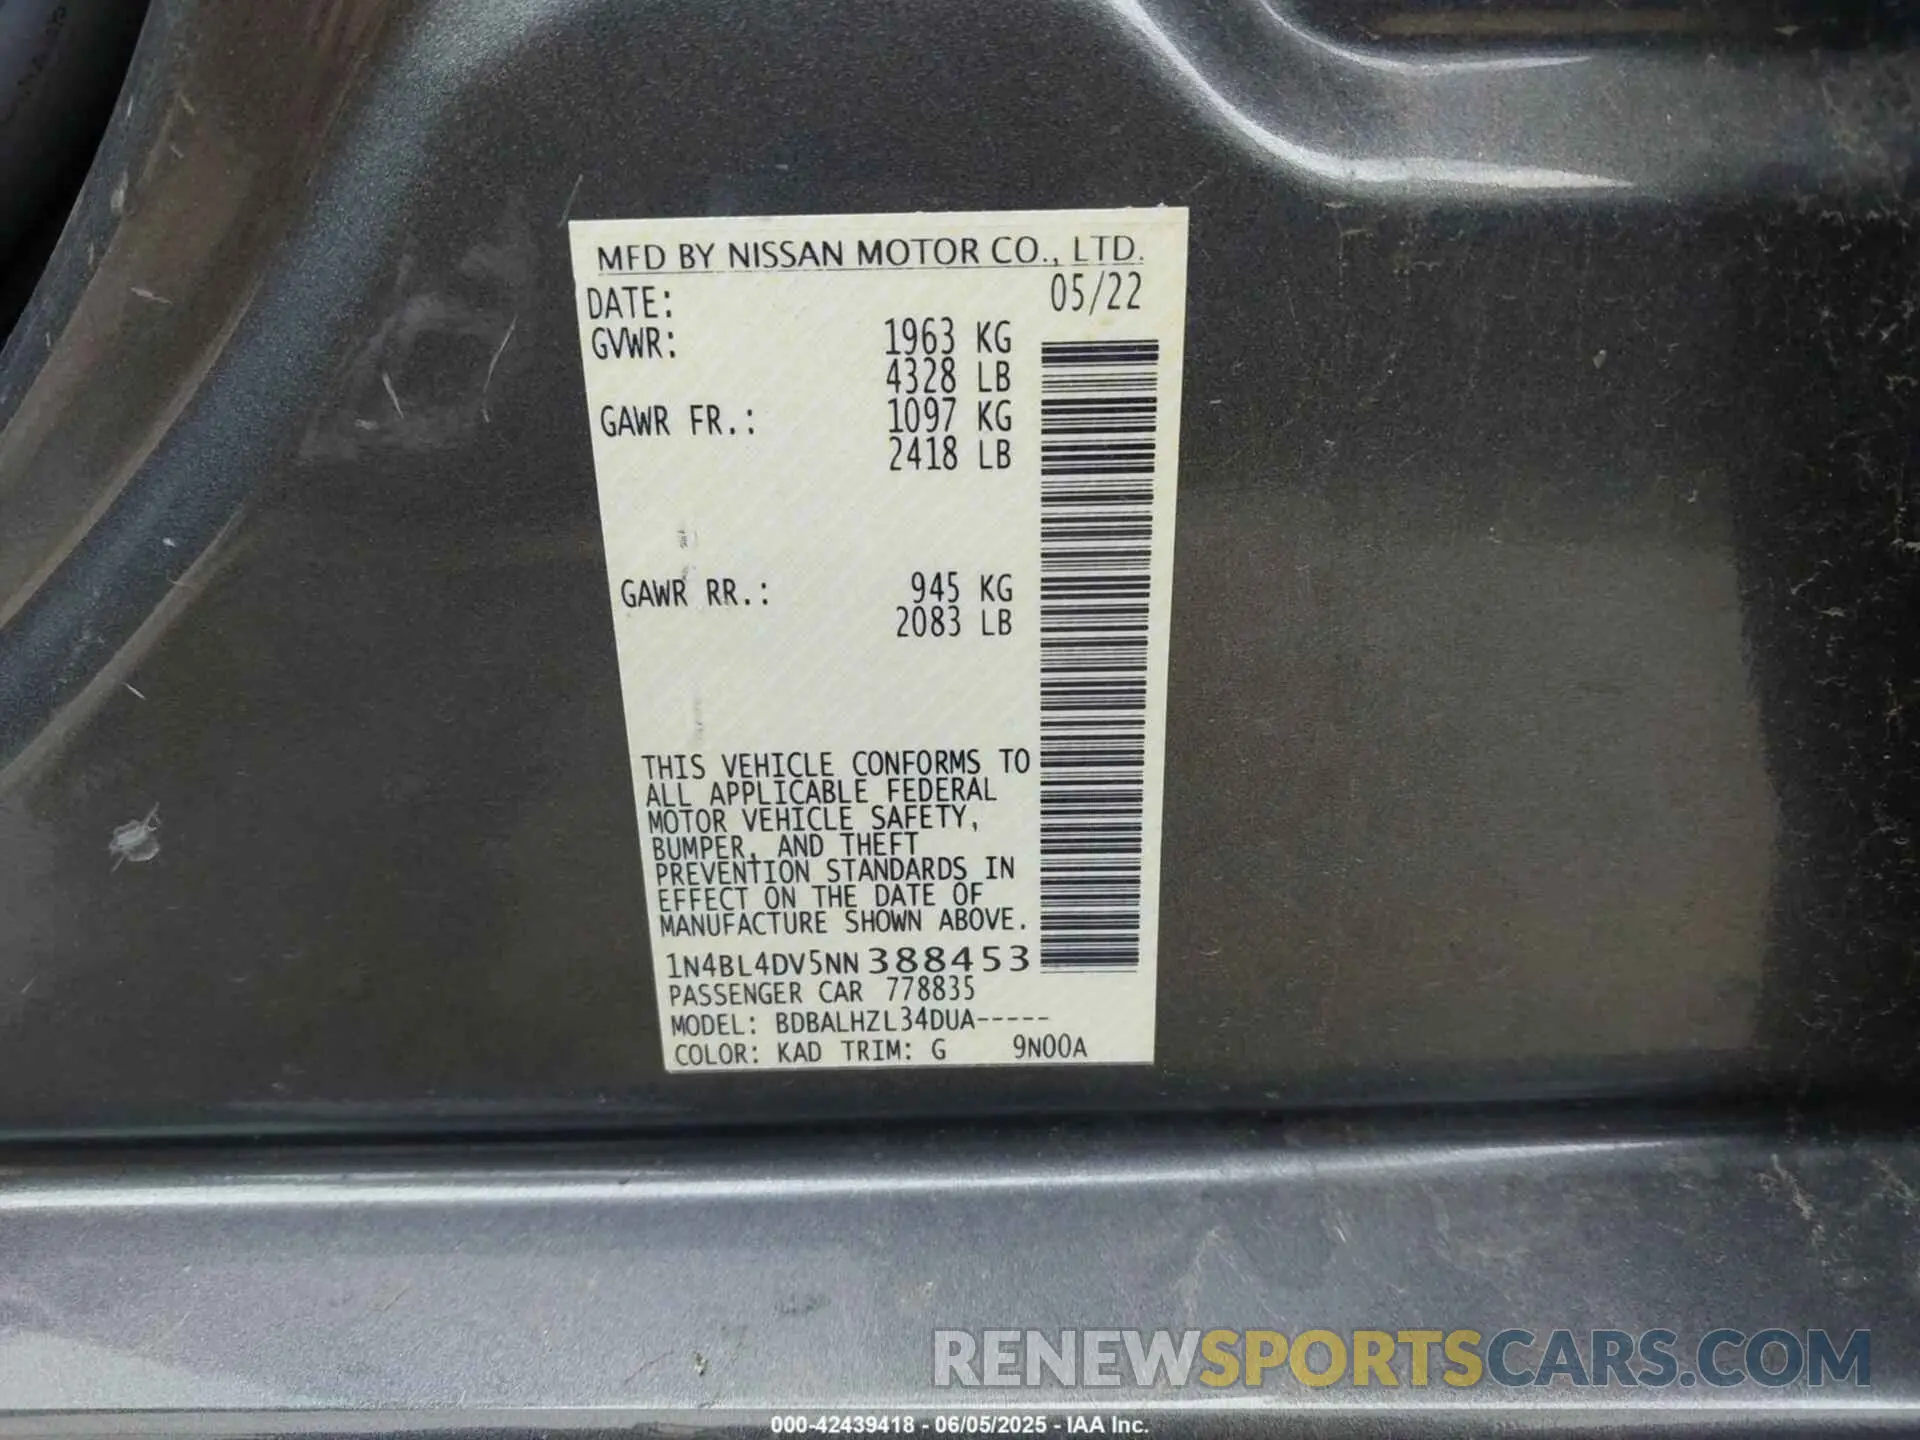 MFD BY NISSAN MOTOR CO., LTD.
DATE: 05/22
GVWR: 1963 KG
4328 LB
GAWR FR.: 1097 KG
2418 LB
GAWR RR.: 945 KG
2083 LB
THIS VEHICLE CONFORMS TO
ALL APPLICABLE FEDERAL
MOTOR VEHICLE SAFETY,
BUMPER, AND THEFT
PREVENTION STANDARDS IN
EFFECT ON THE DATE OF
MANUFACTURE SHOWN ABOVE.
1N4BL4DV5NN388453
PASSENGER CAR 778835
MODEL: BDBALHZL34DUA-----
COLOR: KAD TRIM: G 9N00A
RENEWSPORTSCARS.COM
000-42439418 - 06/05/2025 - IAA Inc.